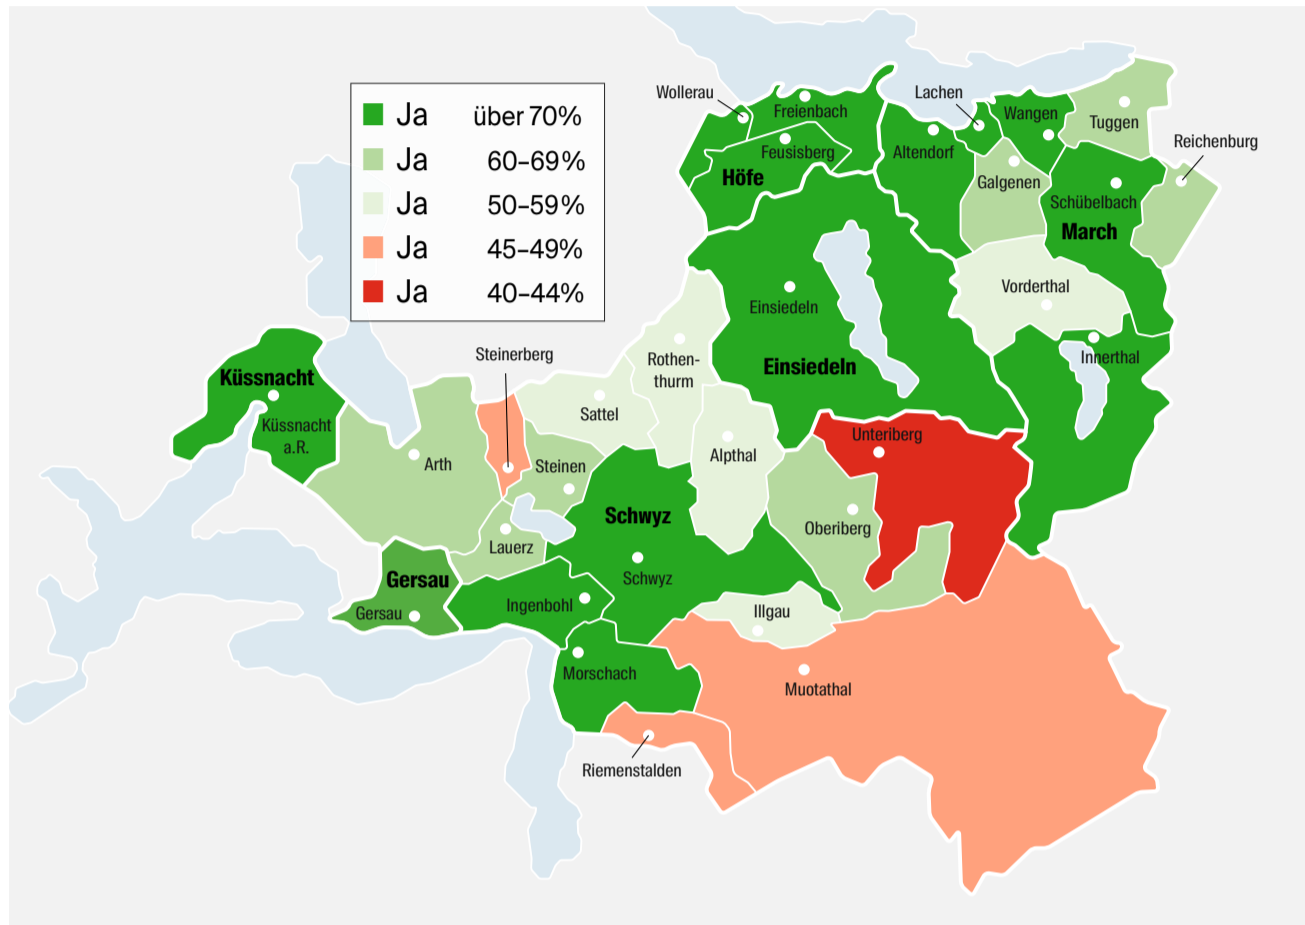 Ja über 70%
Ja 60–69%
Ja 50–59%
Ja 45–49%
Ja 40–44%
Wollerau
Freienbach
Feusisberg
Höfe
Lachen
Altendorf
Wangen
Tuggen
Galgenen
Reichenburg
Schübelbach
March
Vorderthal
Innerthal
Einsiedeln
Einsiedeln
Küssnacht
Küssnacht
a.R.
Steinerberg
Arth
Sattel
Rothen-
thurm
Steinen
Alpthal
Unteriberg
Oberiberg
Schwyz
Schwyz
Lauerz
Gersau
Gersau
Ingenbohl
Illgau
Morschach
Muotathal
Riemenstalden